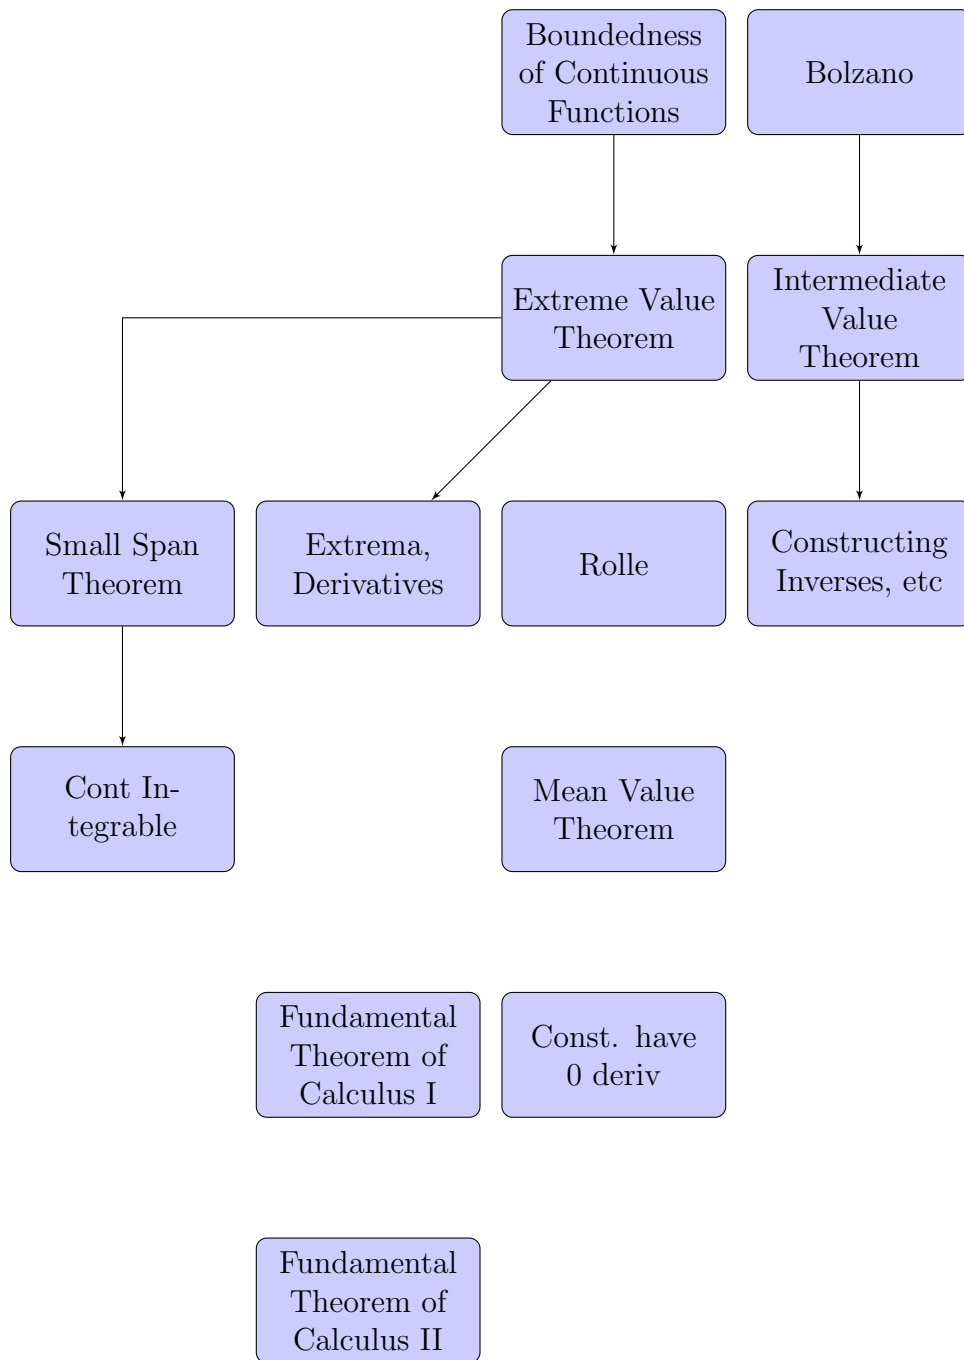 Boundedness
of Continuous
Functions
Bolzano
Extreme Value
Theorem
Intermediate
Value
Theorem
Small Span
Theorem
Extrema,
Derivatives
Rolle
Constructing
Inverses, etc
Cont In-
tegrable
Mean Value
Theorem
Fundamental
Theorem of
Calculus I
Const. have
0 deriv
Fundamental
Theorem of
Calculus II